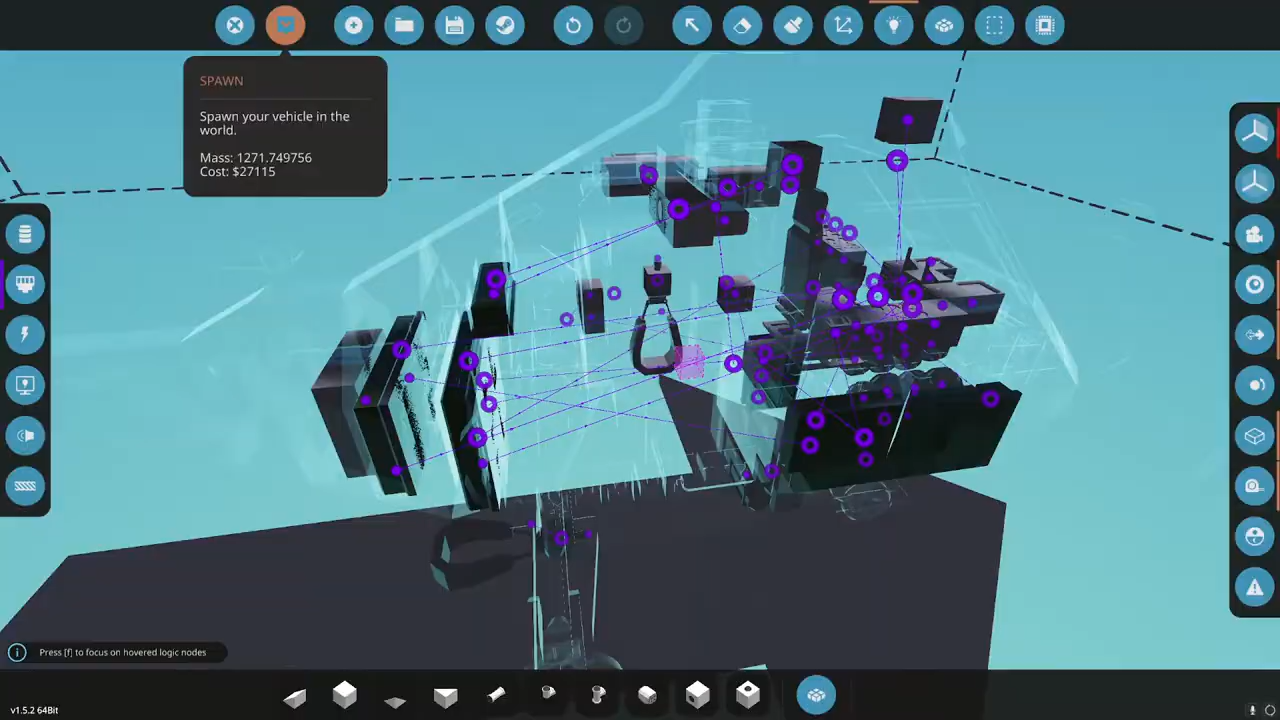 SPAWN
Spawn your vehicle in the
world.
Mass: 1271.749756
Cost: $27115
Press [f] to focus on hovered logic nodes
v1.5.2 64Bit